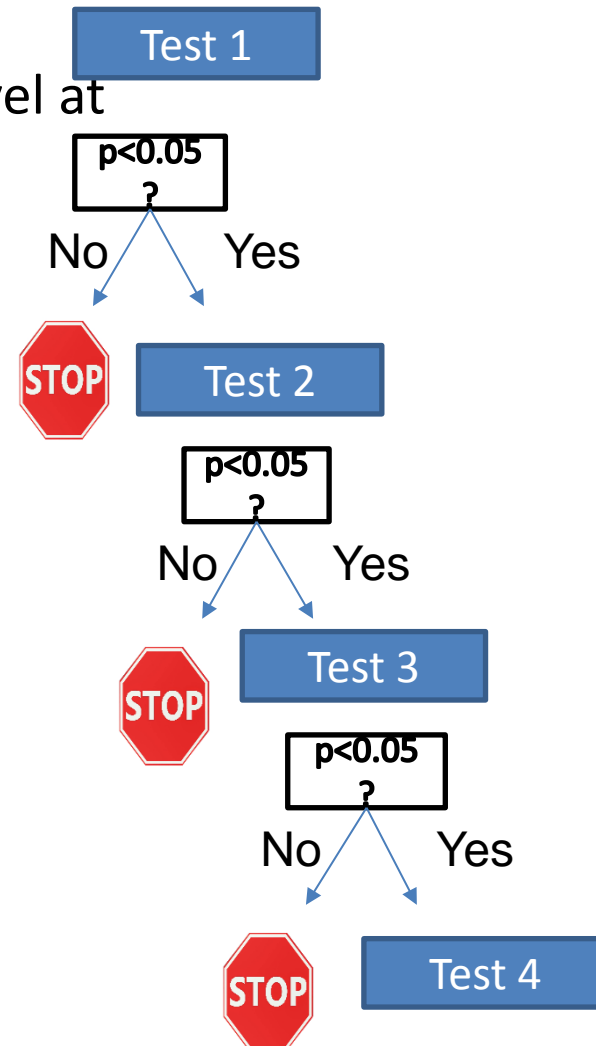 Test 1
vel at
p<0.05
?
No Yes
STOP
Test 2
p<0.05
?
No Yes
STOP
Test 3
p<0.05
?
No Yes
STOP
Test 4